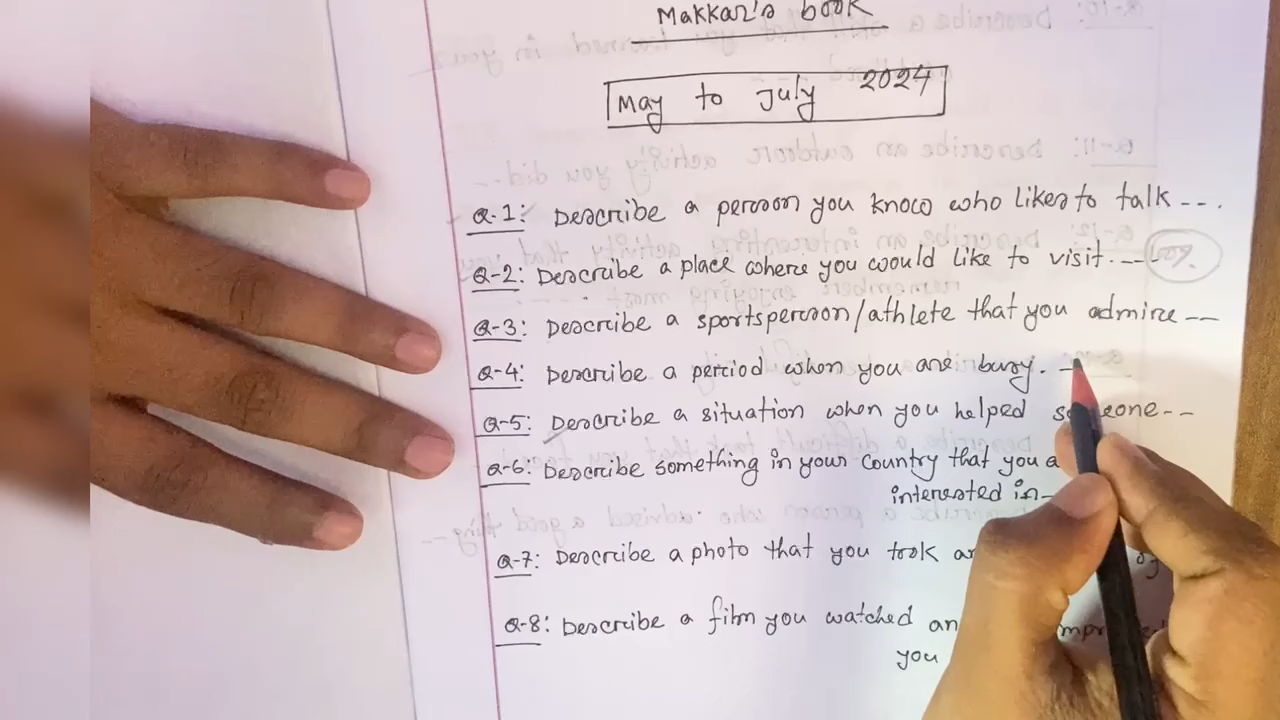 Makkar's book
May to July 2024
Q-1: Describe a person you know who likes to talk ---.
Q-2: Describe a place where you would like to visit.---
Q-3: Describe a sportsperson/athlete that you admire --
Q-4: Describe a period when you are busy. -
Q-5: Describe a situation when you helped someone--
Q-6: Describe something in your Country that you a
interested in-
Q-7: Describe a photo that you took of
Q-8: Describe a film you watched
you